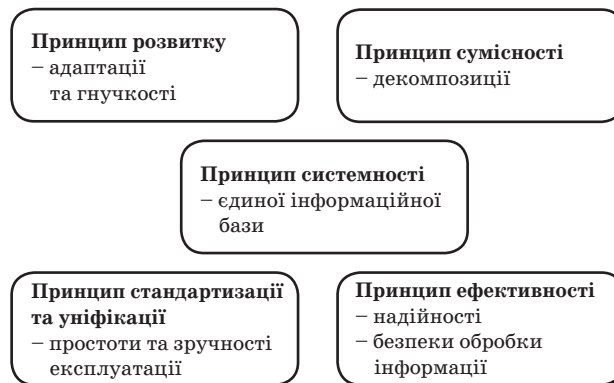 Принцип розвитку
– адаптації
та гнучкості
Принцип сумісності
– декомпозиції
Принцип системності
– єдиної інформаційної
бази
Принцип стандартизації
та уніфікації
– простоти та зручності
експлуатації
Принцип ефективності
– надійності
– безпеки обробки
інформації